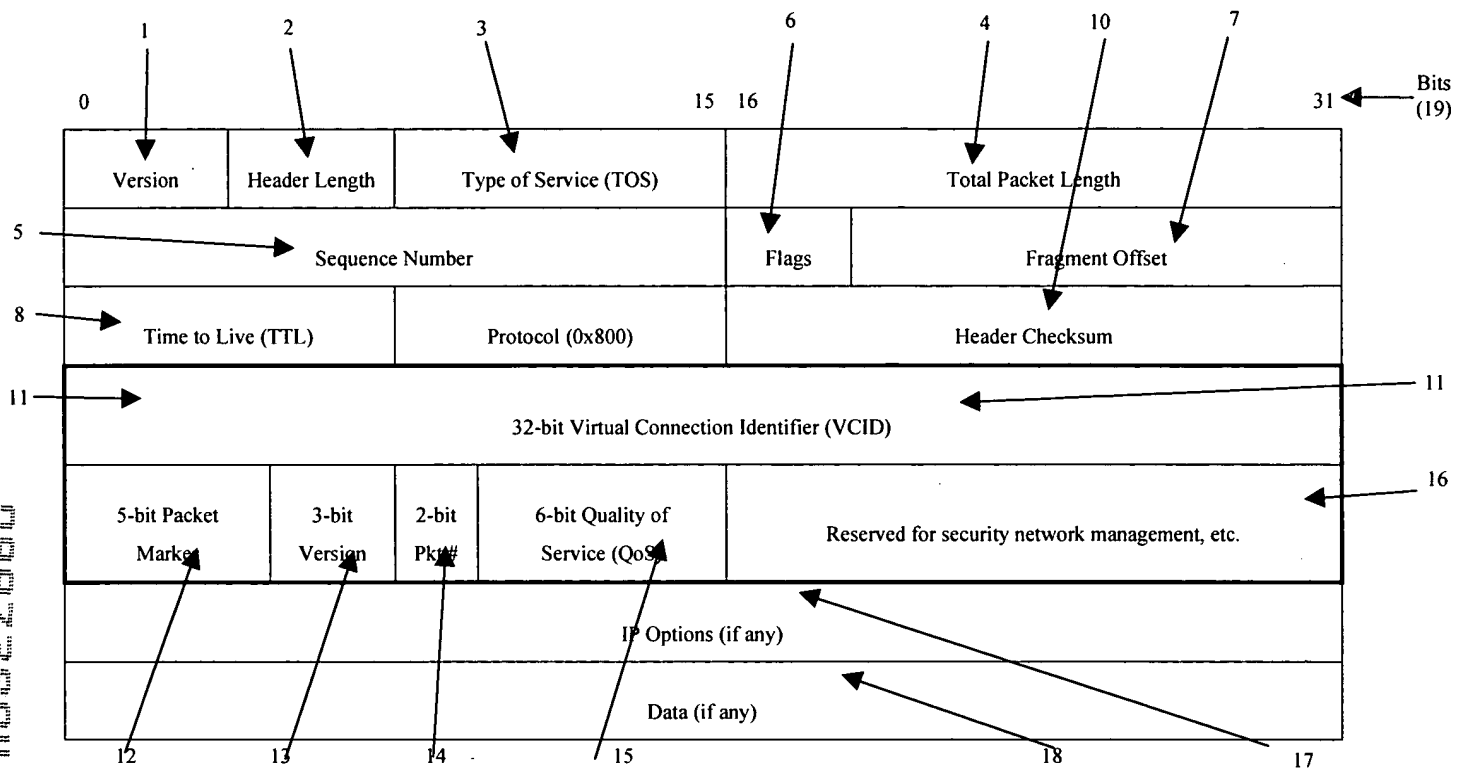 1 2 3 6 4 10 7
0 15 16 31 Bits
(19)
Version Header Length Type of Service (TOS) Total Packet Length
5 Sequence Number Flags Fragment Offset
8 Time to Live (TTL) Protocol (0x800) Header Checksum
11 11
32-bit Virtual Connection Identifier (VCID)
16
5-bit Packet 3-bit 2-bit 6-bit Quality of
Reserved for security network management, etc.
Marker Version Pkt # Service (QoS)
IP Options (if any)
Data (if any)
12 13 14 15 18 17